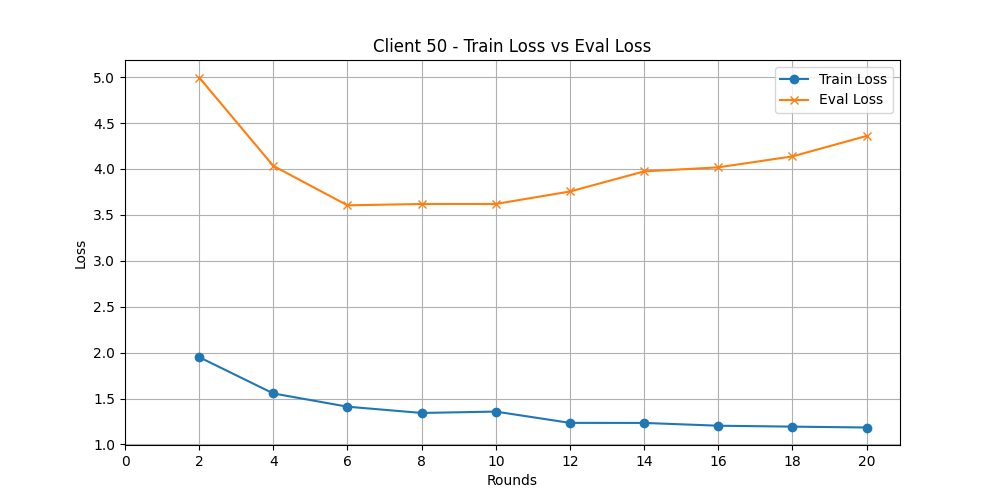 Client 50 - Train Loss vs Eval Loss
Train Loss
Eval Loss
5.0
4.5
4.0
3.5
3.0
2.5
2.0
1.5
1.0
Loss
0 2 4 6 8 10 12 14 16 18 20
Rounds